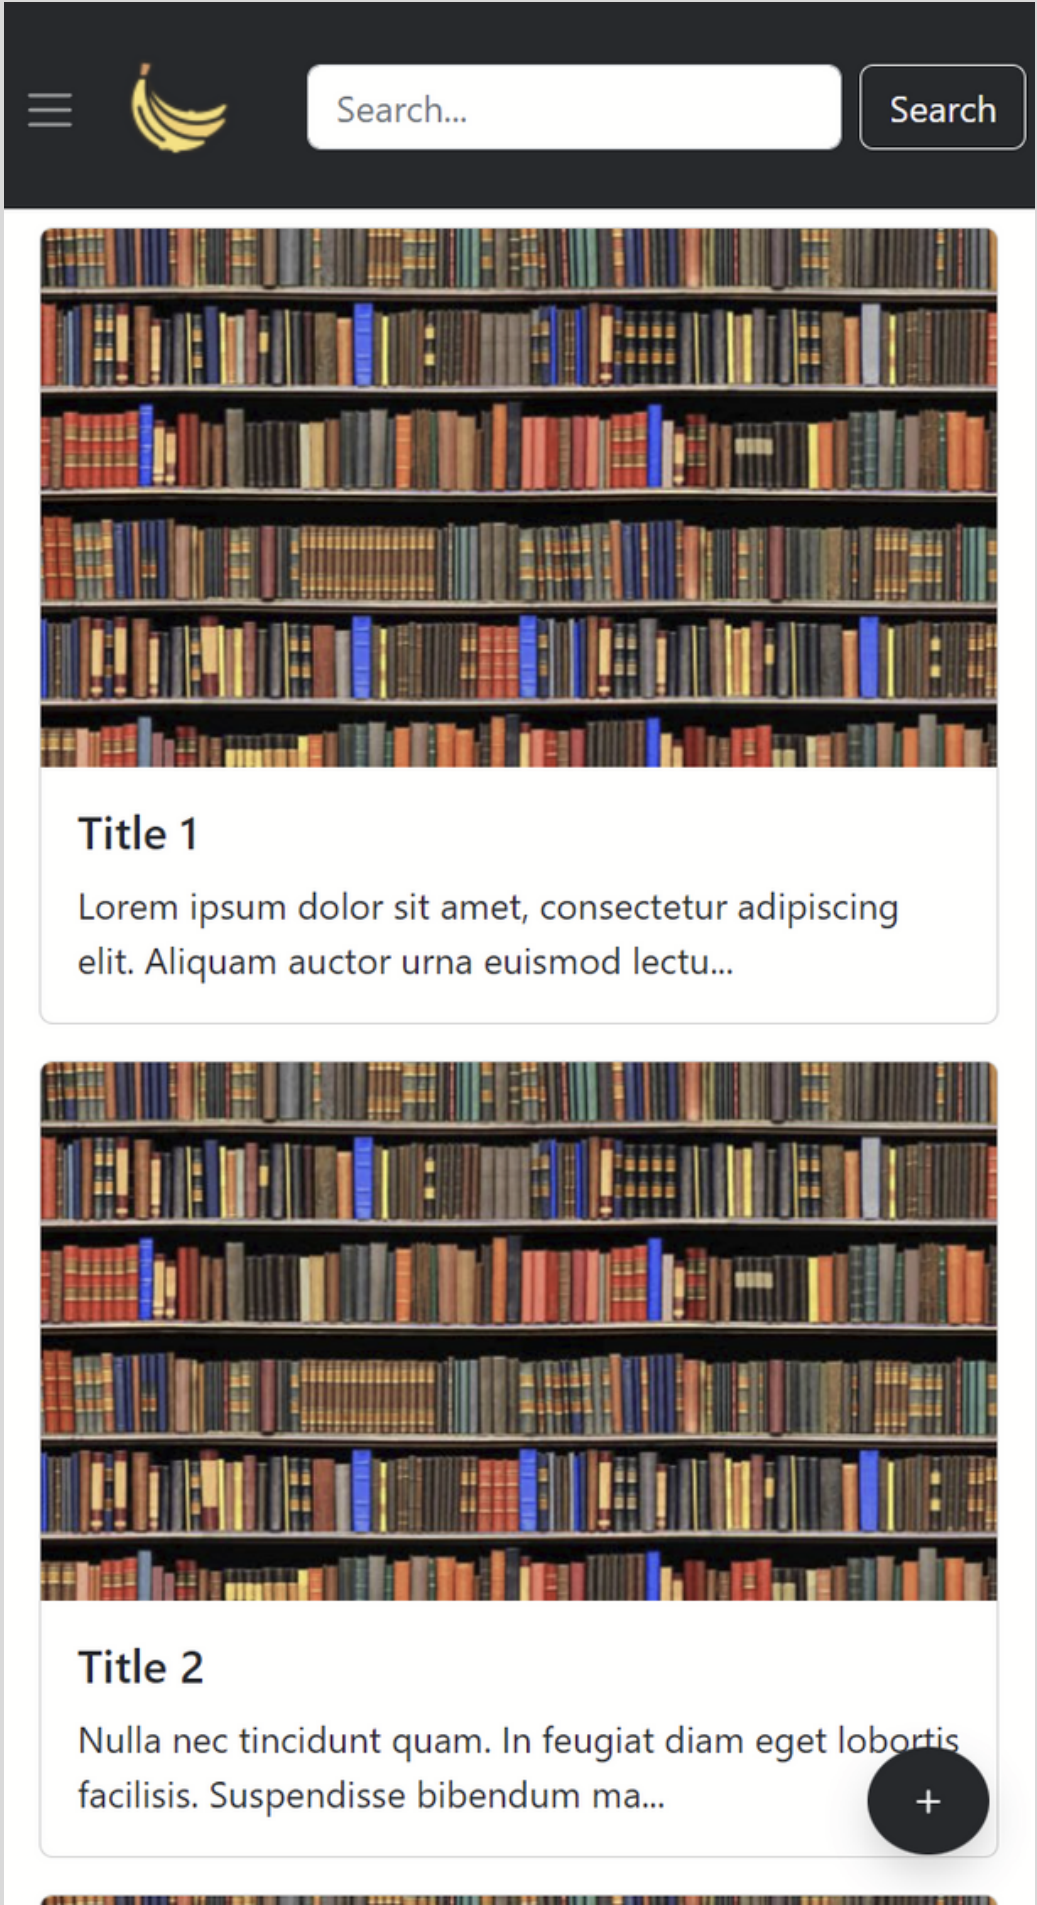 Search...
Search
Title 1
Lorem ipsum dolor sit amet, consectetur adipiscing
elit. Aliquam auctor urna euismod lectu...
Title 2
Nulla nec tincidunt quam. In feugiat diam eget lobortis
facilisis. Suspendisse bibendum ma...
+